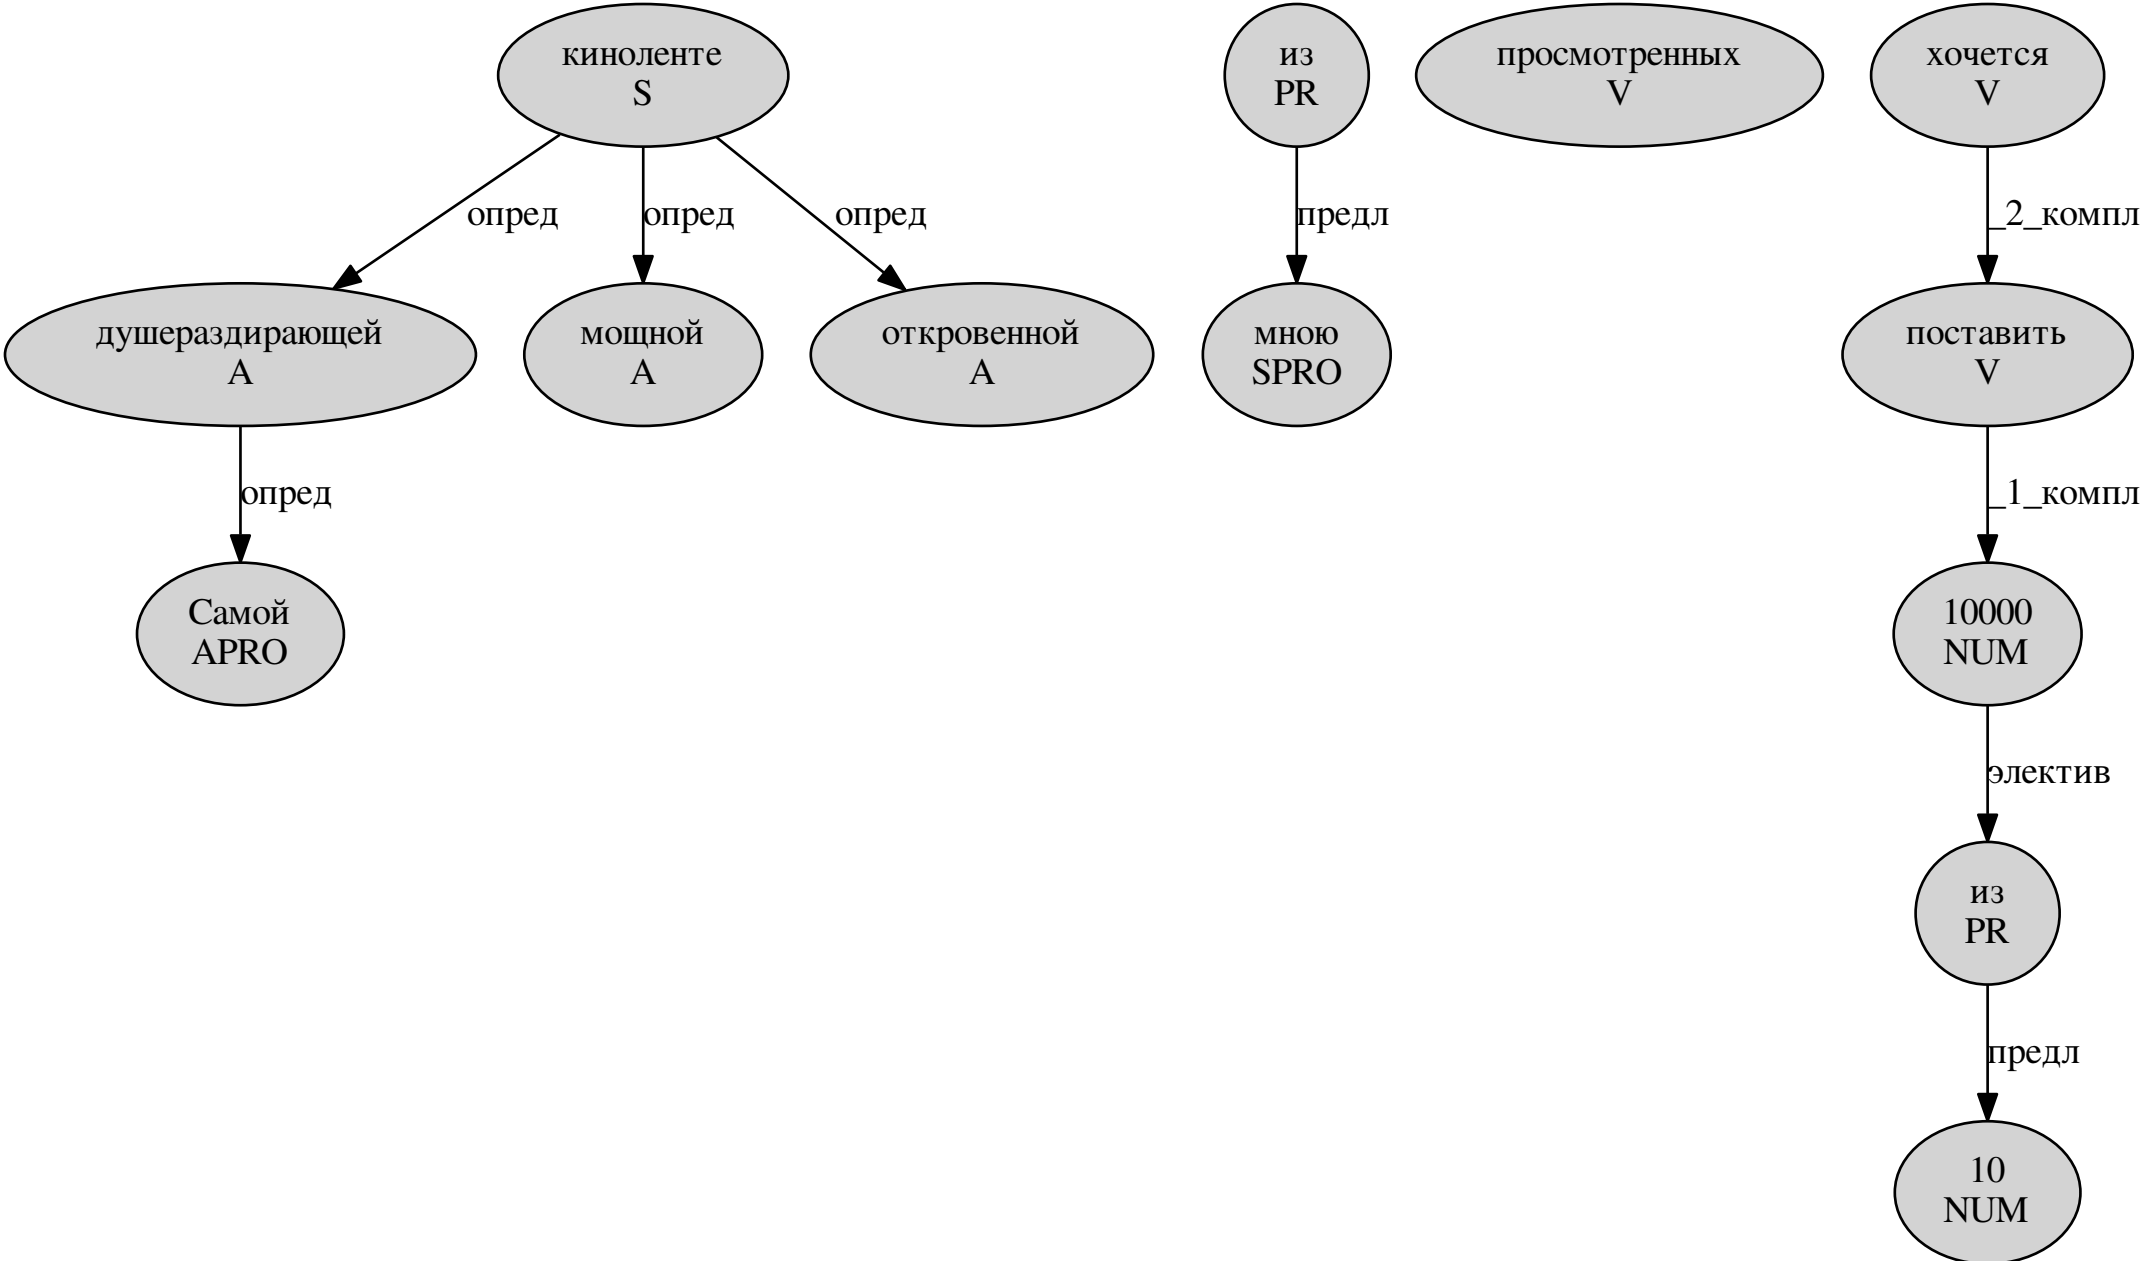 киноленте
S
из
PR
просмотренных
V
хочется
V
опред
опред
опред
предл
_2_компл
душераздирающей
A
мощной
A
откровенной
A
мною
SPRO
поставить
V
опред
_1_компл
Самой
APRO
10000
NUM
электив
из
PR
предл
10
NUM